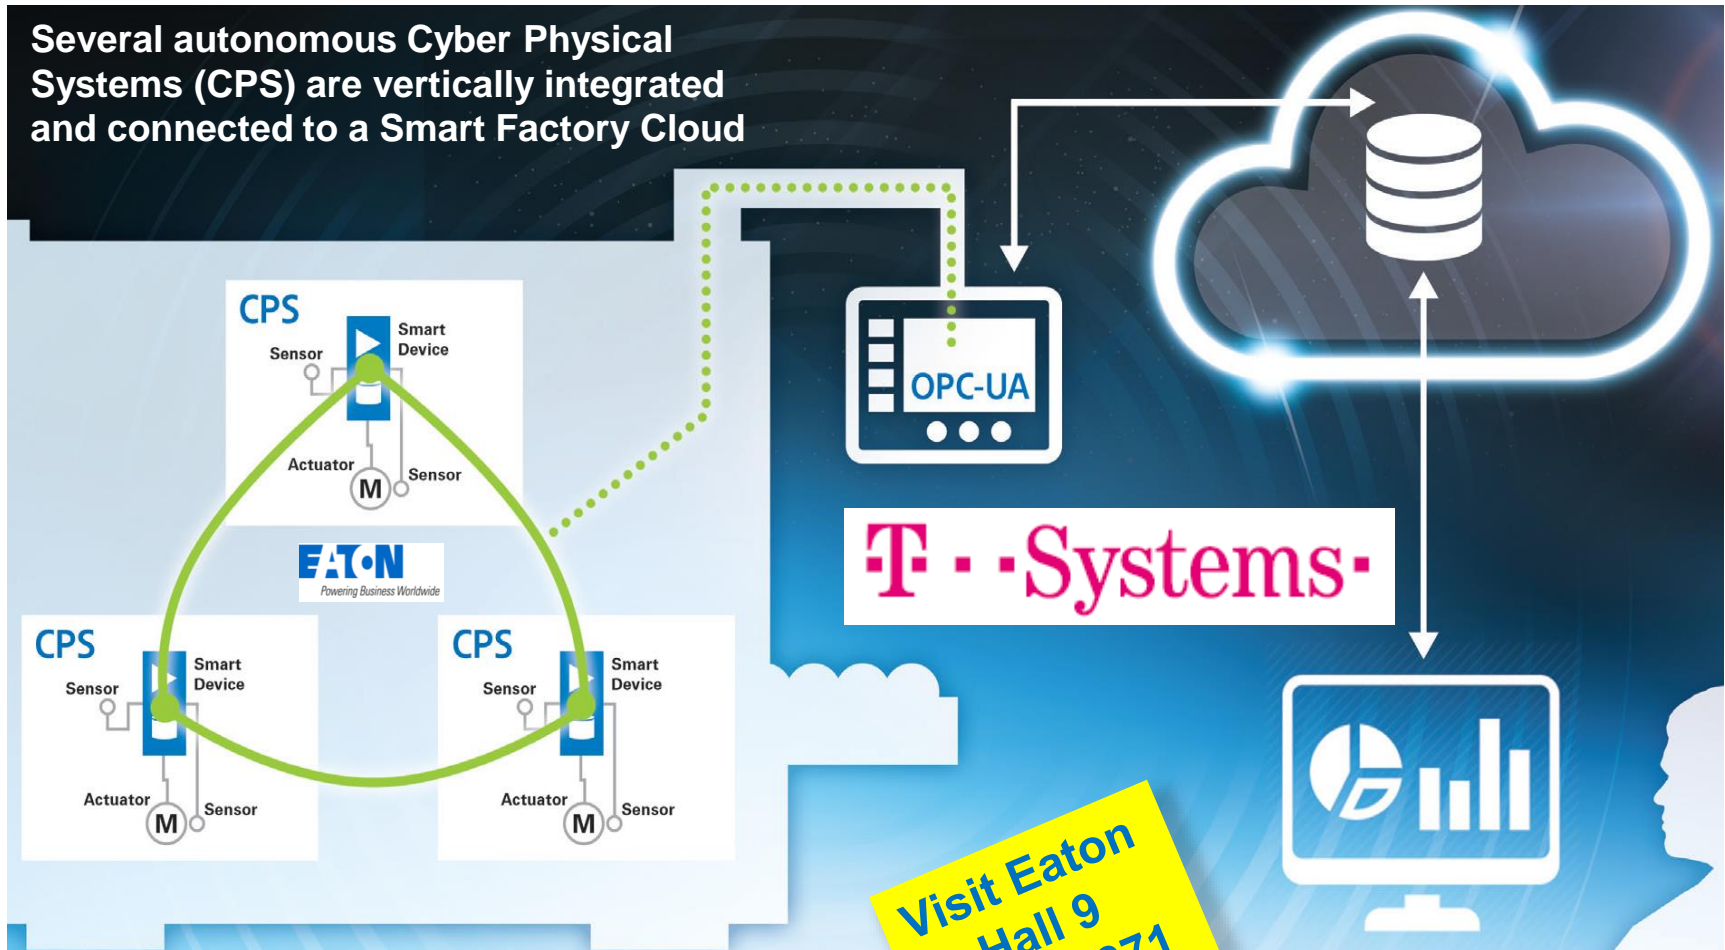 Several autonomous Cyber Physical
Systems (CPS) are vertically integrated
and connected to a Smart Factory Cloud
CPS
Smart
Device
Sensor
Actuator
M
Sensor
OPC-UA
EATON
Powering Business Worldwide
T··Systems·
CPS
Smart
Device
Sensor
Actuator
M
Sensor
CPS
Smart
Device
Sensor
Actuator
M
Sensor
Visit Eaton
Hall 9